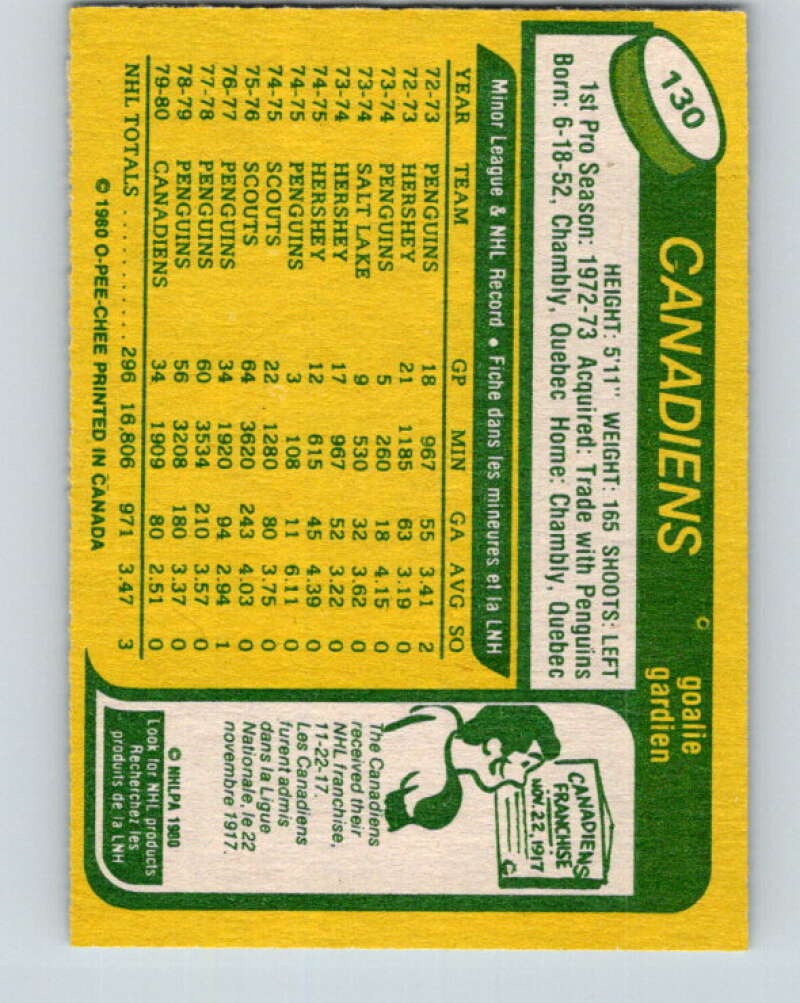 130
CANADIENS
goalie
gardien
HEIGHT: 5'11" WEIGHT: 165 SHOOTS: LEFT
1st Pro Season: 1972-73 Acquired: Trade with Penguins
Born: 6-18-52, Chambly, Quebec Home: Chambly, Quebec
Minor League & NHL Record • Fiche dans les mineures et la LNH
YEAR TEAM GP MIN GA AVG SO
72-73 PENGUINS 18 967 55 3.41 2
72-73 HERSHEY 21 1185 63 3.19 0
73-74 PENGUINS 5 260 18 4.15 0
73-74 SALT LAKE 9 530 32 3.62 0
73-74 HERSHEY 17 967 52 3.22 0
74-75 HERSHEY 12 615 45 4.39 0
74-75 PENGUINS 3 108 11 6.11 0
74-75 SCOUTS 22 1280 80 3.75 0
75-76 SCOUTS 64 3620 243 4.03 0
76-77 PENGUINS 34 1920 94 2.94 1
77-78 PENGUINS 60 3534 210 3.57 0
78-79 PENGUINS 56 3208 180 3.37 0
79-80 CANADIENS 34 1909 80 2.51 0
NHL TOTALS .......... 296 16,806 971 3.47 3
© 1980 O-PEE-CHEE PRINTED IN CANADA
CANADIENS
FRANCHISE
NOV. 22, 1917
The Canadiens
received their
NHL franchise,
11-22-17.
Les Canadiens
furent admis
dans la Ligue
Nationale, le 22
novembre 1917.
© NHLPA 1980
Look for NHL products
Recherchez les
produits de la LNH